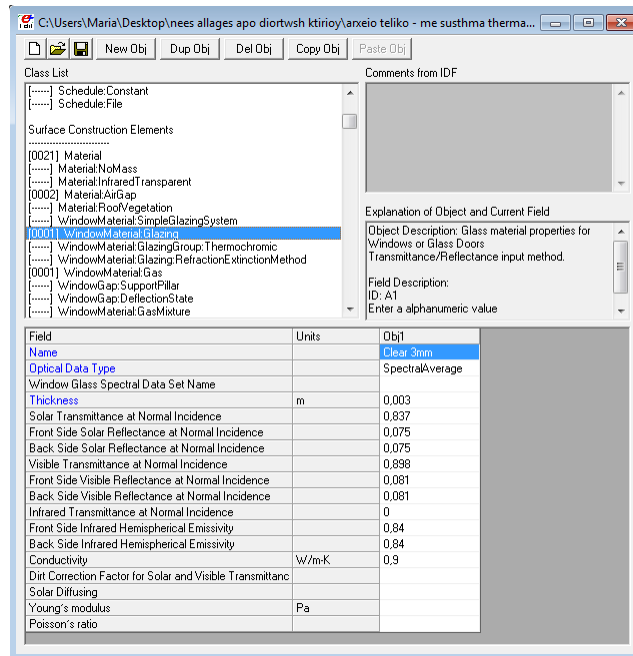 C:\Users\Maria\Desktop\nees allages apo diortwsh ktirioy\arxeio teliko - me susthma therma...
New Obj Dup Obj Del Obj Copy Obj Paste Obj
Class List
[------] Schedule:Constant
[------] Schedule:File
Surface Construction Elements
--------------------------
[0021] Material
[------] Material:NoMass
[------] Material:InfraredTransparent
[0002] Material:AirGap
[------] Material:RoofVegetation
[------] WindowMaterial:SimpleGlazingSystem
[0001] WindowMaterial:Glazing
[------] WindowMaterial:GlazingGroup:Thermochromic
[------] WindowMaterial:Glazing:RefractionExtinctionMethod
[0001] WindowMaterial:Gas
[------] WindowGap:SupportPillar
[------] WindowGap:DeflectionState
[------] WindowMaterial:GasMixture
Comments from IDF
Explanation of Object and Current Field
Object Description: Glass material properties for
Windows or Glass Doors
Transmittance/Reflectance input method.
Field Description:
ID: A1
Enter a alphanumeric value
Field Units Obj1
Name Clear 3mm
Optical Data Type SpectralAverage
Window Glass Spectral Data Set Name
Thickness m 0,003
Solar Transmittance at Normal Incidence 0,837
Front Side Solar Reflectance at Normal Incidence 0,075
Back Side Solar Reflectance at Normal Incidence 0,075
Visible Transmittance at Normal Incidence 0,898
Front Side Visible Reflectance at Normal Incidence 0,081
Back Side Visible Reflectance at Normal Incidence 0,081
Infrared Transmittance at Normal Incidence 0
Front Side Infrared Hemispherical Emissivity 0,84
Back Side Infrared Hemispherical Emissivity 0,84
Conductivity W/m-K 0,9
Dirt Correction Factor for Solar and Visible Transmittanc
Solar Diffusing
Young's modulus Pa
Poisson's ratio